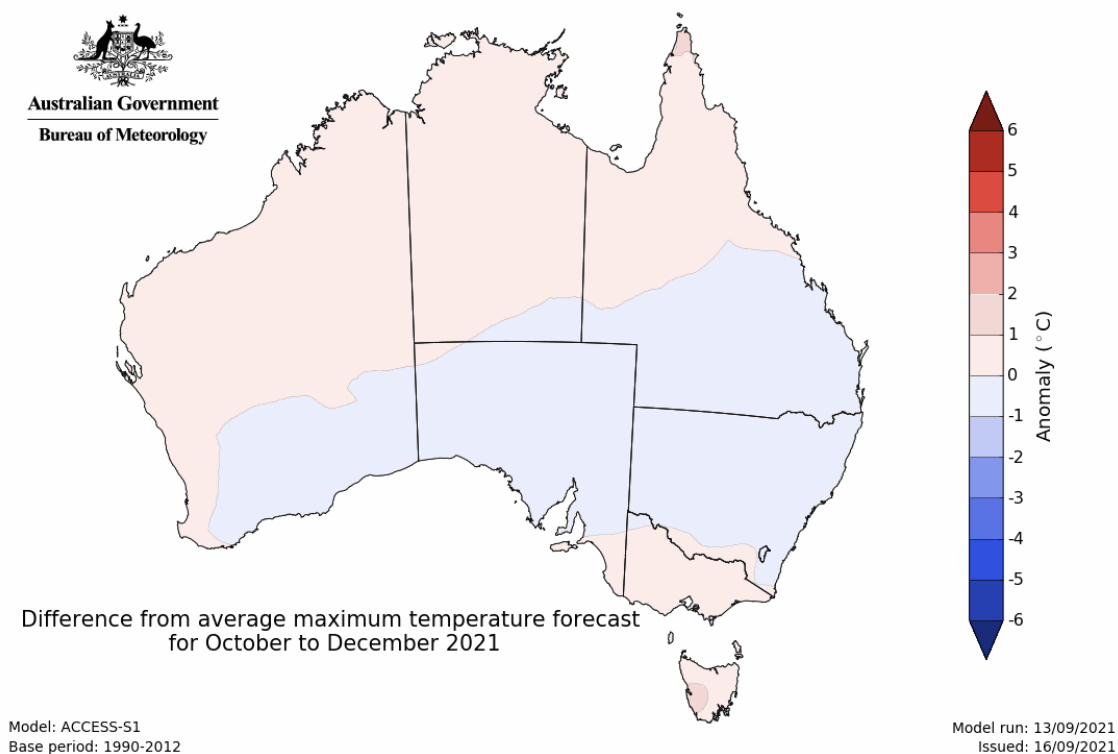 Australian Government
Bureau of Meteorology
6
5
4
3
2
1
0
-1
-2
-3
-4
-5
-6
Anomaly (°C)
Difference from average maximum temperature forecast
for October to December 2021
Model: ACCESS-S1
Base period: 1990-2012
Model run: 13/09/2021
Issued: 16/09/2021